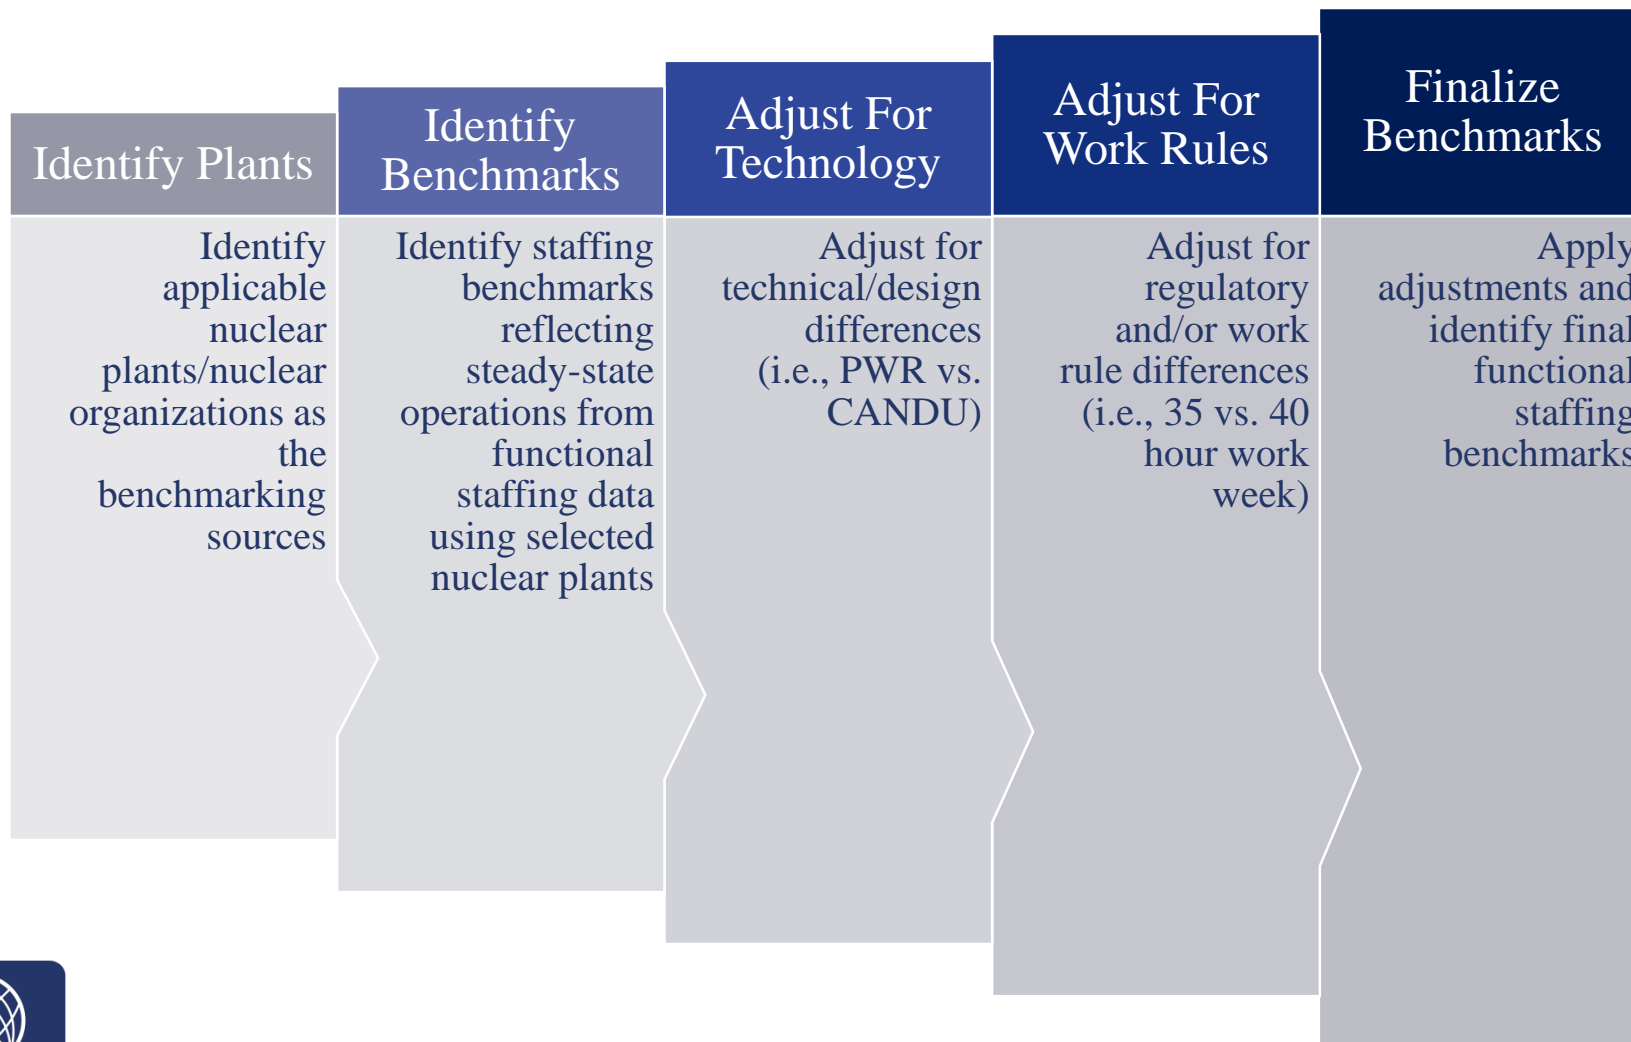 Identify Plants
Identify
applicable
nuclear
plants/nuclear
organizations as
the
benchmarking
sources
Identify
Benchmarks
Identify staffing
benchmarks
reflecting
steady-state
operations from
functional
staffing data
using selected
nuclear plants
Adjust For
Technology
Adjust for
technical/design
differences
(i.e., PWR vs.
CANDU)
Adjust For
Work Rules
Adjust for
regulatory
and/or work
rule differences
(i.e., 35 vs. 40
hour work
week)
Finalize
Benchmarks
Apply
adjustments and
identify final
functional
staffing
benchmarks